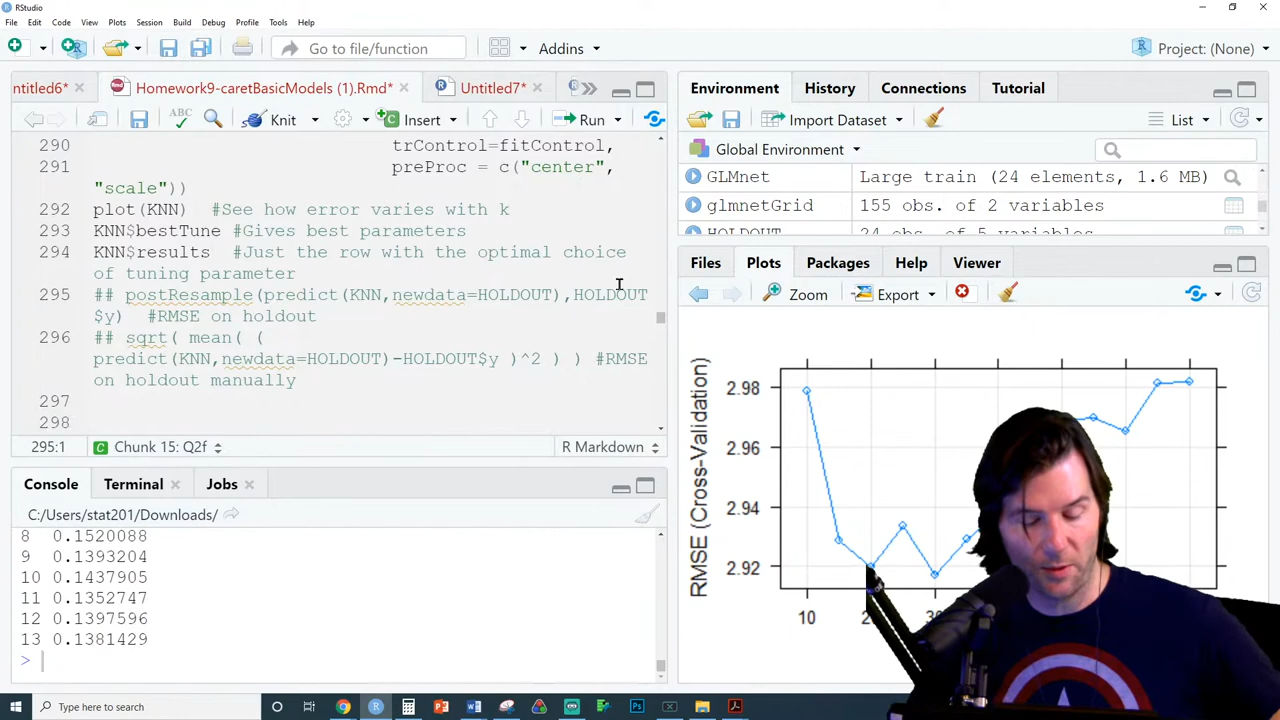 RStudio
File Edit Code View Plots Session Build Debug Profile Tools Help
Go to file/function
Addins
Project: (None)
ntitled6*
Homework9-caretBasicModels (1).Rmd*
Untitled7*
ABC
Knit
Insert
Run
290 trControl=fitControl,
291 preProc = c("center",
"scale"))
292 plot(KNN) #See how error varies with k
293 KNN$bestTune #Gives best parameters
294 KNN$results #Just the row with the optimal choice
of tuning parameter
295 ## postResample(predict(KNN,newdata=HOLDOUT),HOLDOUT
$y) #RMSE on holdout
296 ## sqrt( mean( (
predict(KNN,newdata=HOLDOUT)-HOLDOUT$y )^2 ) ) #RMSE
on holdout manually
297
298
295:1 Chunk 15: Q2f R Markdown
Console Terminal Jobs
C:/Users/stat201/Downloads/
8 0.1520088
9 0.1393204
10 0.1437905
11 0.1352747
12 0.1397596
13 0.1381429
>
Environment History Connections Tutorial
Import Dataset
List
Global Environment
GLMnet Large train (24 elements, 1.6 MB)
glmnetGrid 155 obs. of 2 variables
HOLDOUT 24 obs. of 5 variables
Files Plots Packages Help Viewer
Zoom Export
RMSE (Cross-Validation)
2.98
2.96
2.94
2.92
10
Type here to search